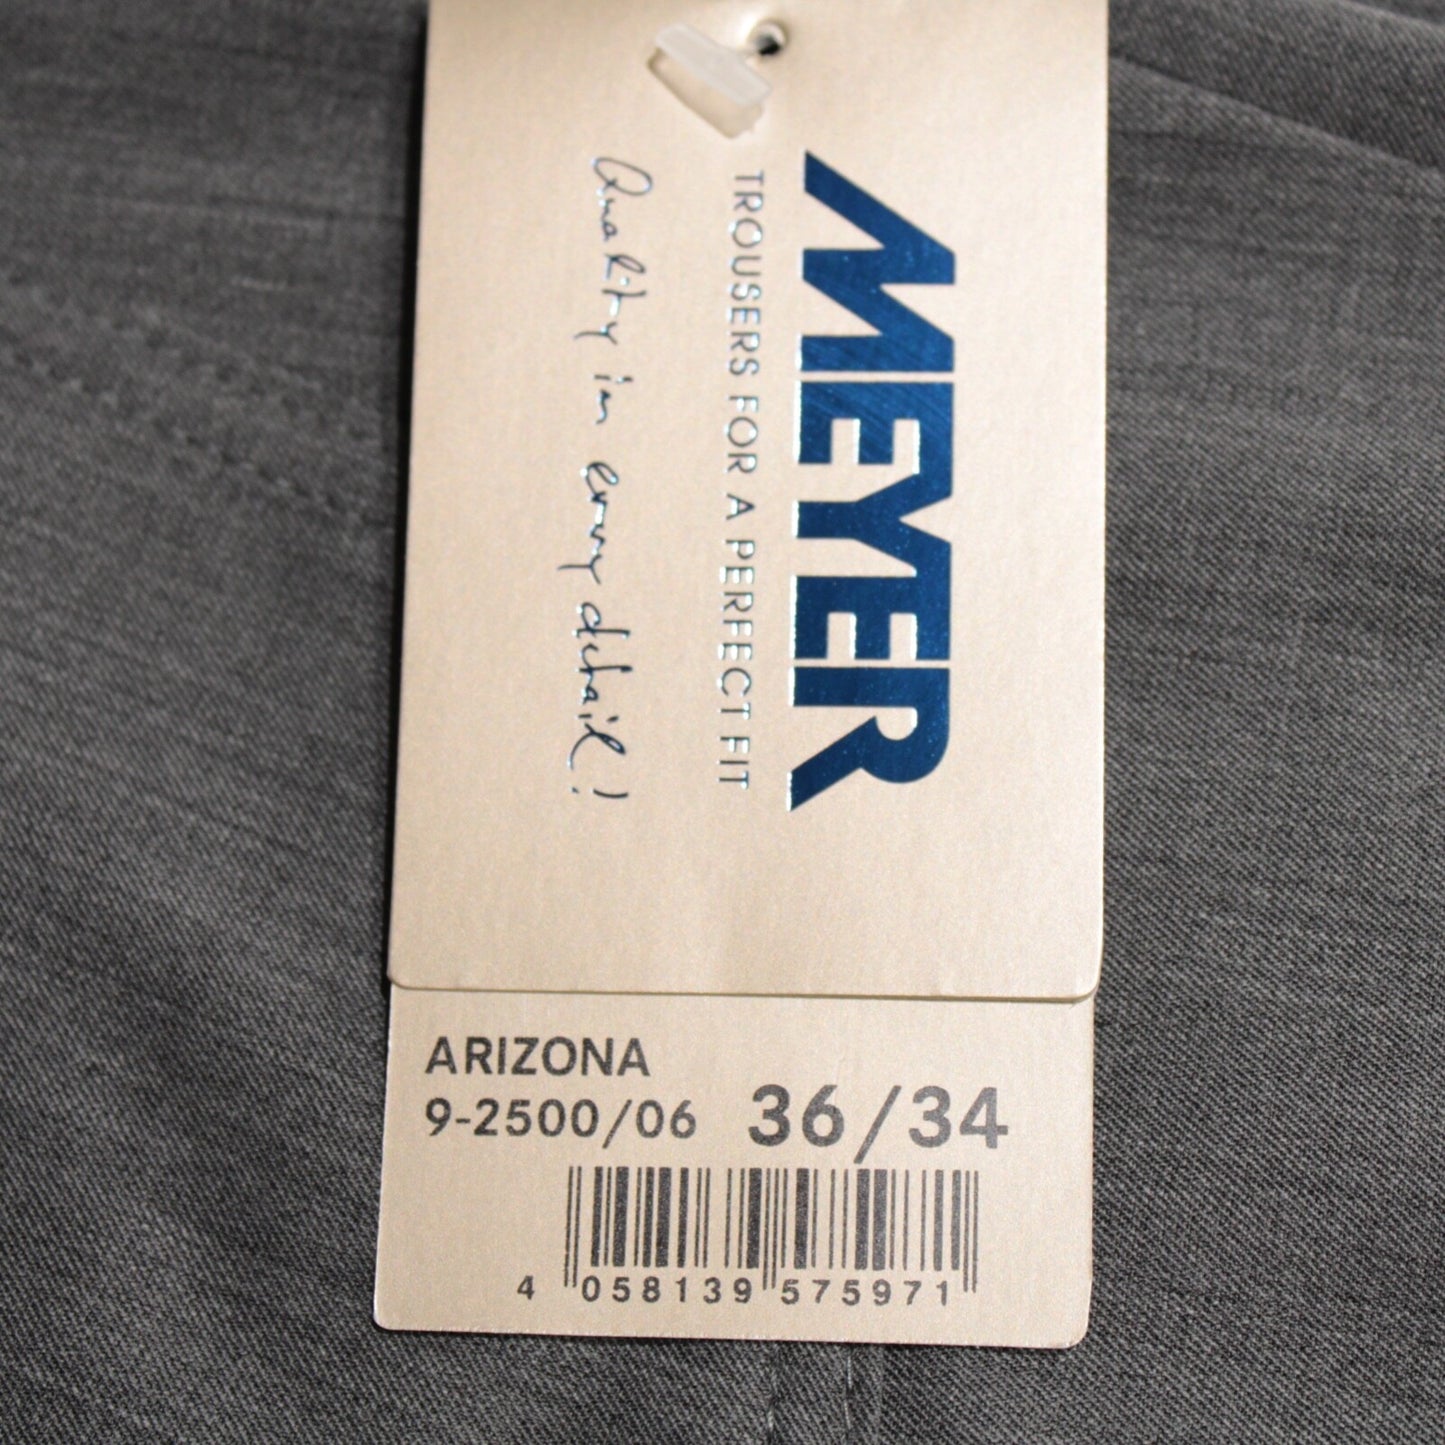 MEYER
TROUSERS FOR A PERFECT FIT
Quality in every detail!
ARIZONA
9-2500/06 36/34
4 058139 575971